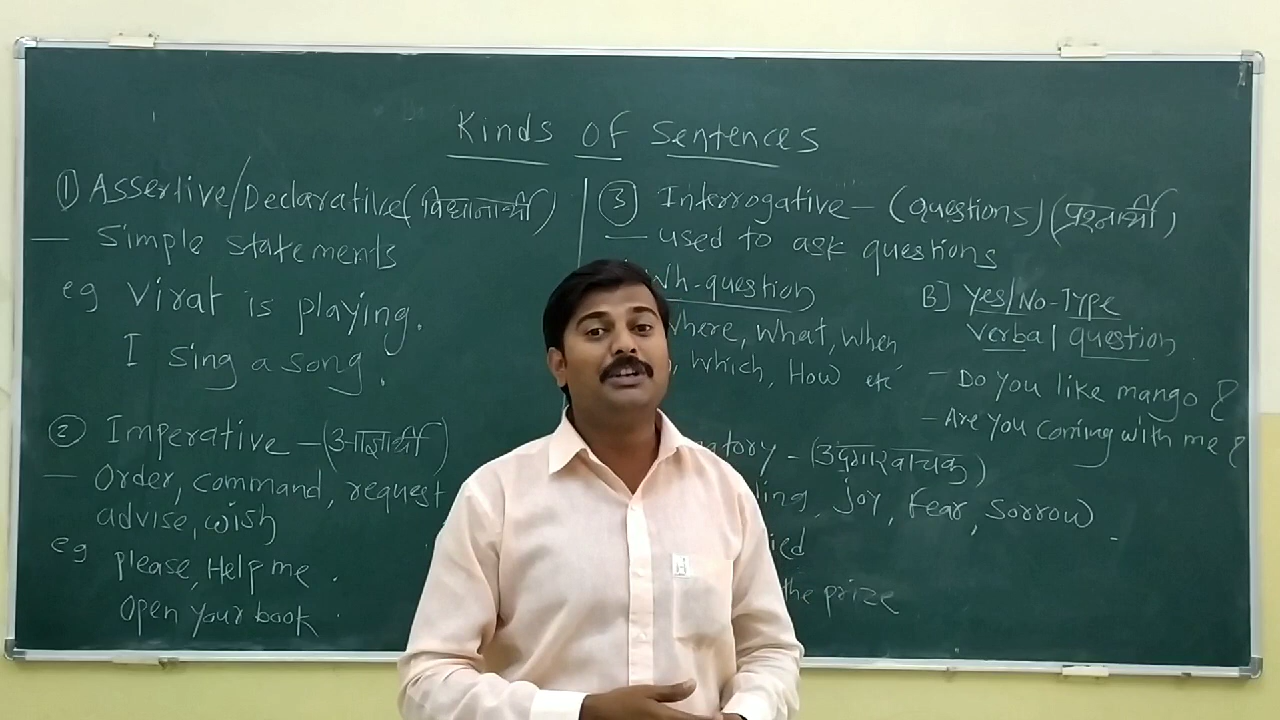 Kinds of Sentences
① Assertive/Declarative (विधानार्थी)
— Simple statements
eg Virat is playing.
I sing a song.
② Imperative – (आज्ञार्थी)
— Order, command, request
advise, wish
eg please, Help me .
Open your book .
③ Interrogative – (questions) (प्रश्नार्थी)
— used to ask questions
Wh-question
where, what, when
, which, How etc
B] Yes/No-Type
Verbal question
– Do you like mango ?
– Are you coming with me ?
– (उद्गारवाचक)
, Joy, Fear, Sorrow
the prize